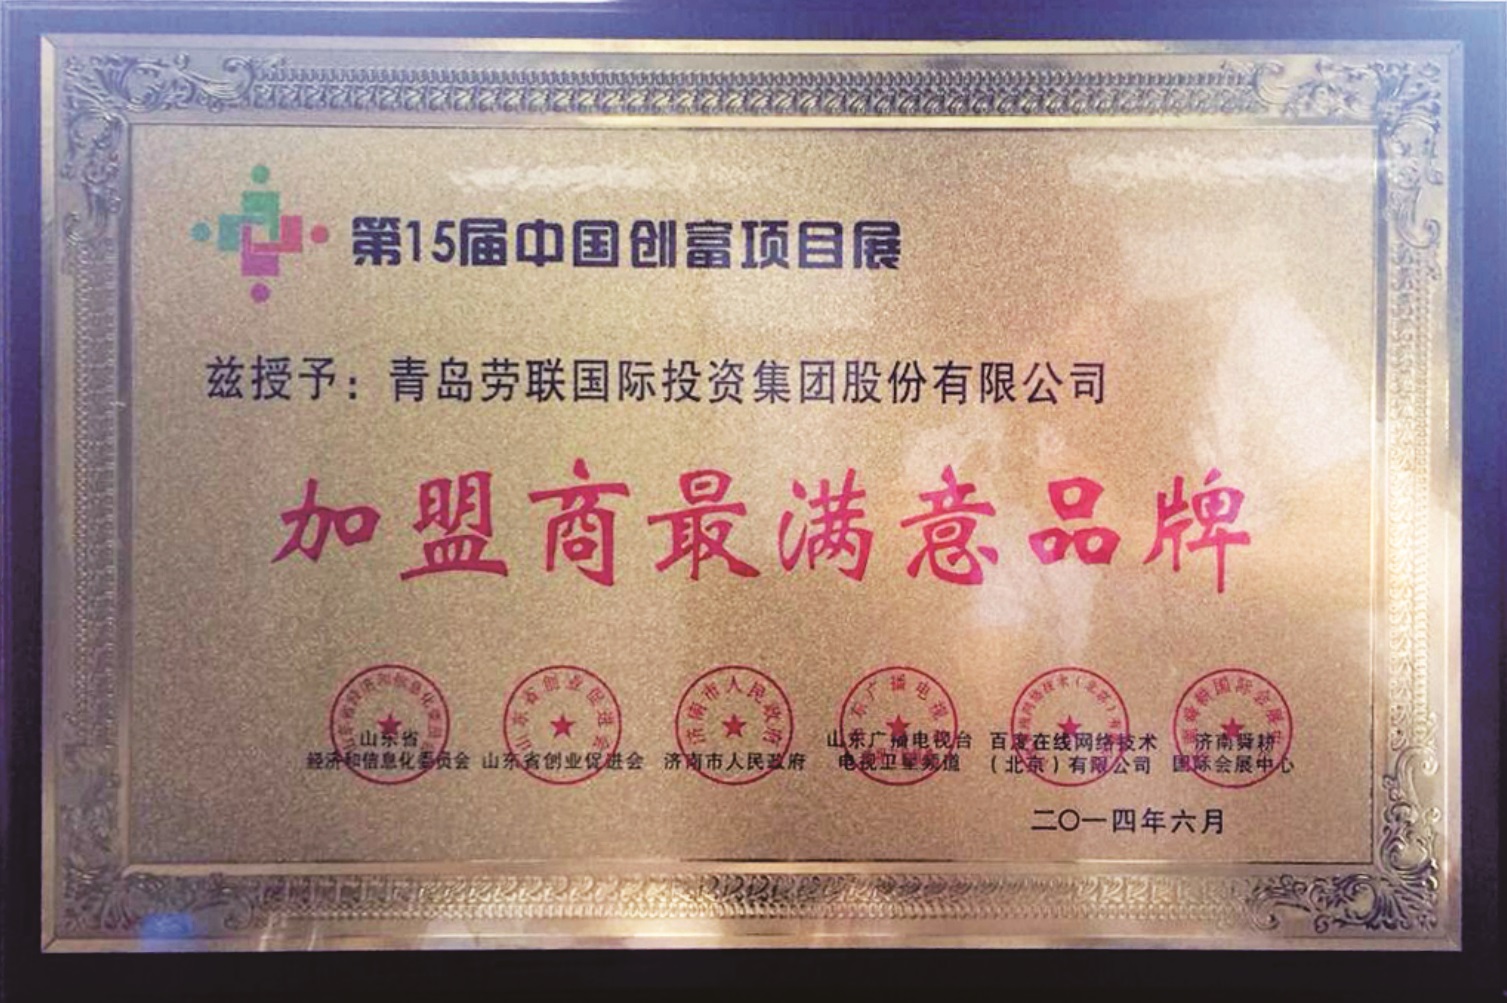 第15届中国创富项目展
兹授予：青岛劳联国际投资集团股份有限公司
加盟商最满意品牌
山东省
经济和信息化委员会
山东省创业促进会
济南市人民政府
山东广播电视台
电视卫星频道
百度在线网络技术
（北京）有限公司
济南舜耕
国际会展中心
二〇一四年六月